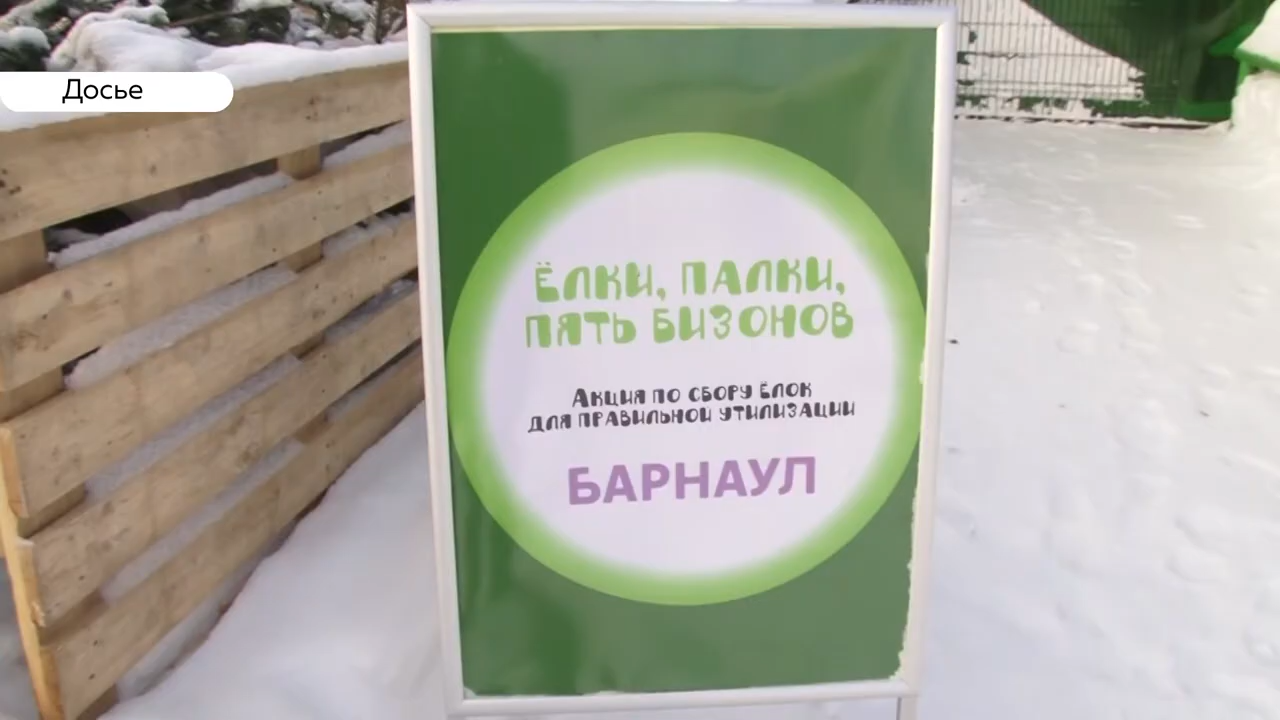 Досье
Ёлки, палки,
пять бизонов
Акция по сбору ёлок
для правильной утилизации
БАРНАУЛ